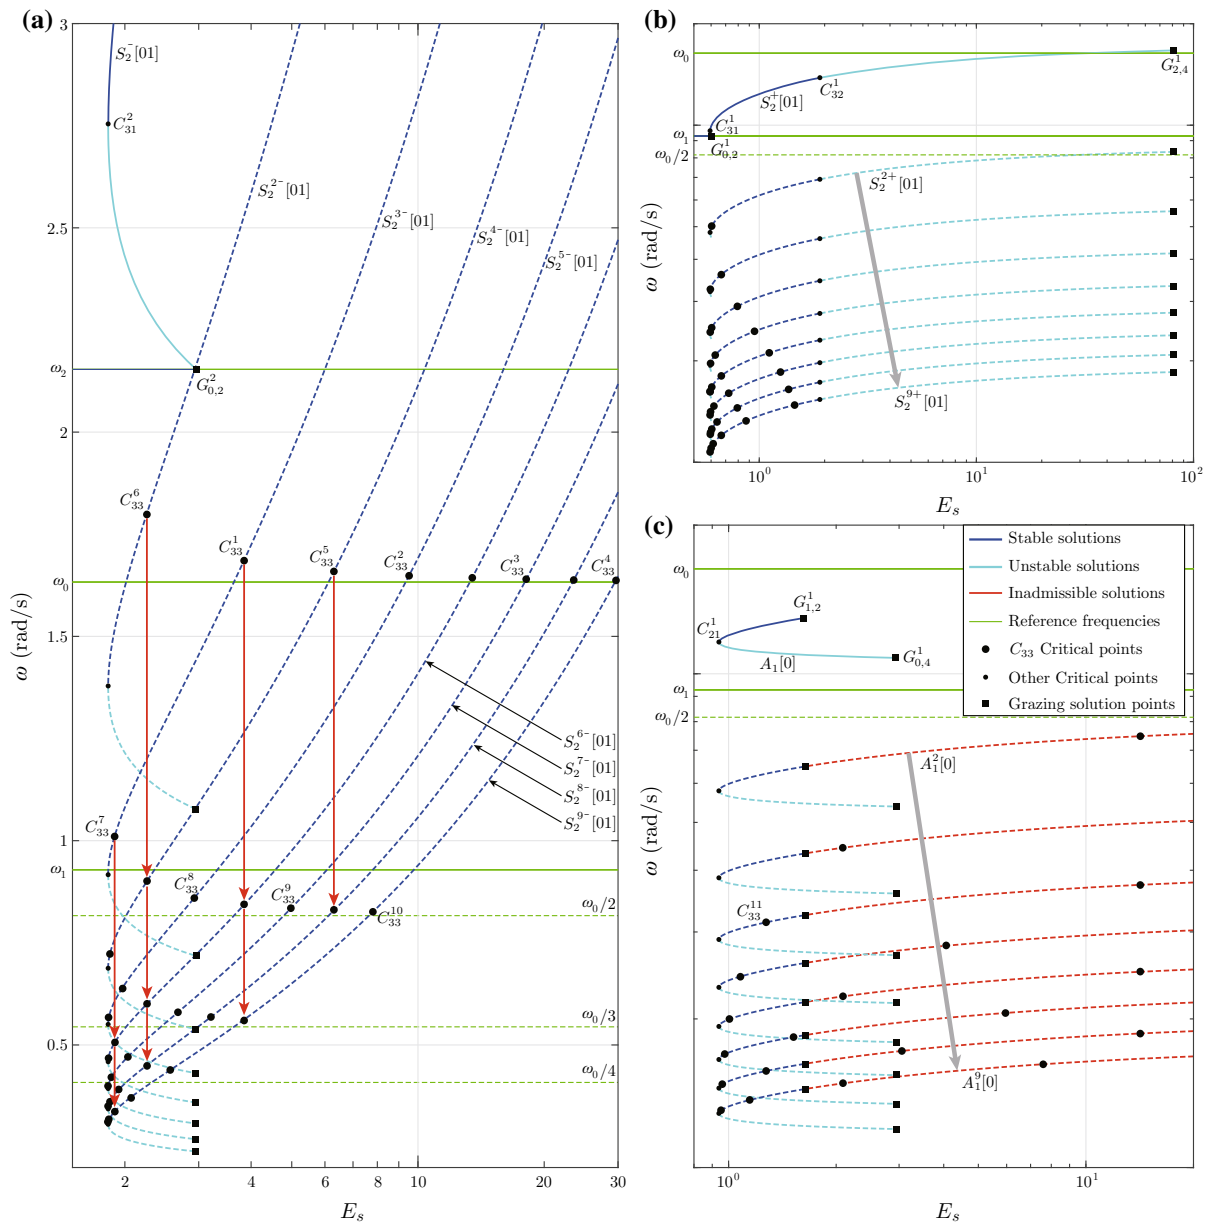 (a)
3
2.5
2
1.5
1
0.5
ω (rad/s)
ω₂
ω₀
ω₁
S₂⁻[01]
C²₃₁
G²₀,₂
S₂²⁻[01]
S₂³⁻[01]
S₂⁴⁻[01]
S₂⁵⁻[01]
C⁶₃₃
C¹₃₃
C⁵₃₃
C²₃₃
C³₃₃
C⁴₃₃
S₂⁶⁻[01]
S₂⁷⁻[01]
S₂⁸⁻[01]
S₂⁹⁻[01]
C⁷₃₃
C⁸₃₃
C⁹₃₃
C¹⁰₃₃
ω₀/2
ω₀/3
ω₀/4
2
3
4
6
8
10
20
30
Eₛ
(b)
ω (rad/s)
ω₀
ω₁
ω₀/2
G¹₂,₄
C¹₃₂
S₂⁺[01]
C¹₃₁
G¹₀,₂
S₂²⁺[01]
S₂⁹⁺[01]
10⁰
10¹
10²
Eₛ
(c)
ω (rad/s)
ω₀
ω₁
ω₀/2
G¹₁,₂
C¹₂₁
A₁[0]
G¹₀,₄
A₁²[0]
C¹¹₃₃
A₁⁹[0]
Stable solutions
Unstable solutions
Inadmissible solutions
Reference frequencies
C₃₃ Critical points
Other Critical points
Grazing solution points
10⁰
10¹
Eₛ